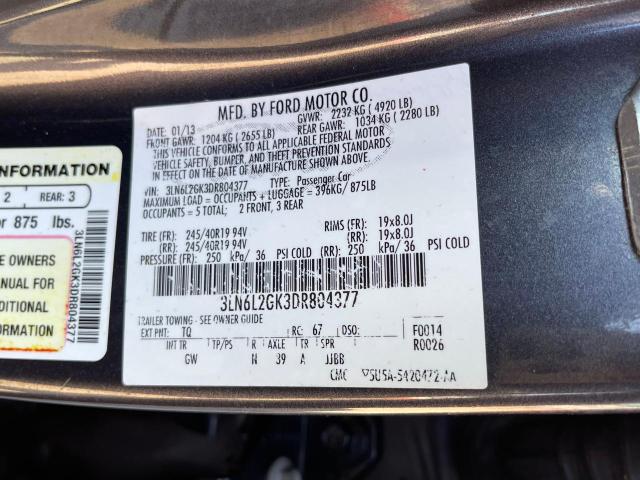 MFD. BY FORD MOTOR CO.
DATE: 01/13 GVWR: 2232 KG ( 4920 LB)
FRONT GAWR: 1204 KG ( 2655 LB) REAR GAWR: 1034 KG ( 2280 LB)
THIS VEHICLE CONFORMS TO ALL APPLICABLE FEDERAL MOTOR
VEHICLE SAFETY, BUMPER, AND THEFT PREVENTION STANDARDS
IN EFFECT ON THE DATE OF MANUFACTURE SHOWN ABOVE.
VIN: 3LN6L2GK3DR804377 TYPE: Passenger Car
MAXIMUM LOAD = OCCUPANTS + LUGGAGE = 396KG/ 875LB
OCCUPANTS = 5 TOTAL; 2 FRONT, 3 REAR
TIRE (FR): 245/40R19 94V RIMS (FR): 19x8.0J
(RR): 245/40R19 94V (RR): 19x8.0J
PRESSURE (FR): 250 kPa/ 36 PSI COLD (RR): 250 kPa/ 36 PSI COLD
3LN6L2GK3DR804377
TRAILER TOWING - SEE OWNER GUIDE
EXT PNT: TQ RC: 67 DSO: F0014
INT TR TP/PS R AXLE TR SPR R0026
GW N 39 A JJBB
CMC
INFORMATION
2 REAR: 3
or 875 lbs.
E OWNERS
MANUAL FOR
DITIONAL
FORMATION
3LN6L2GK3DR804377